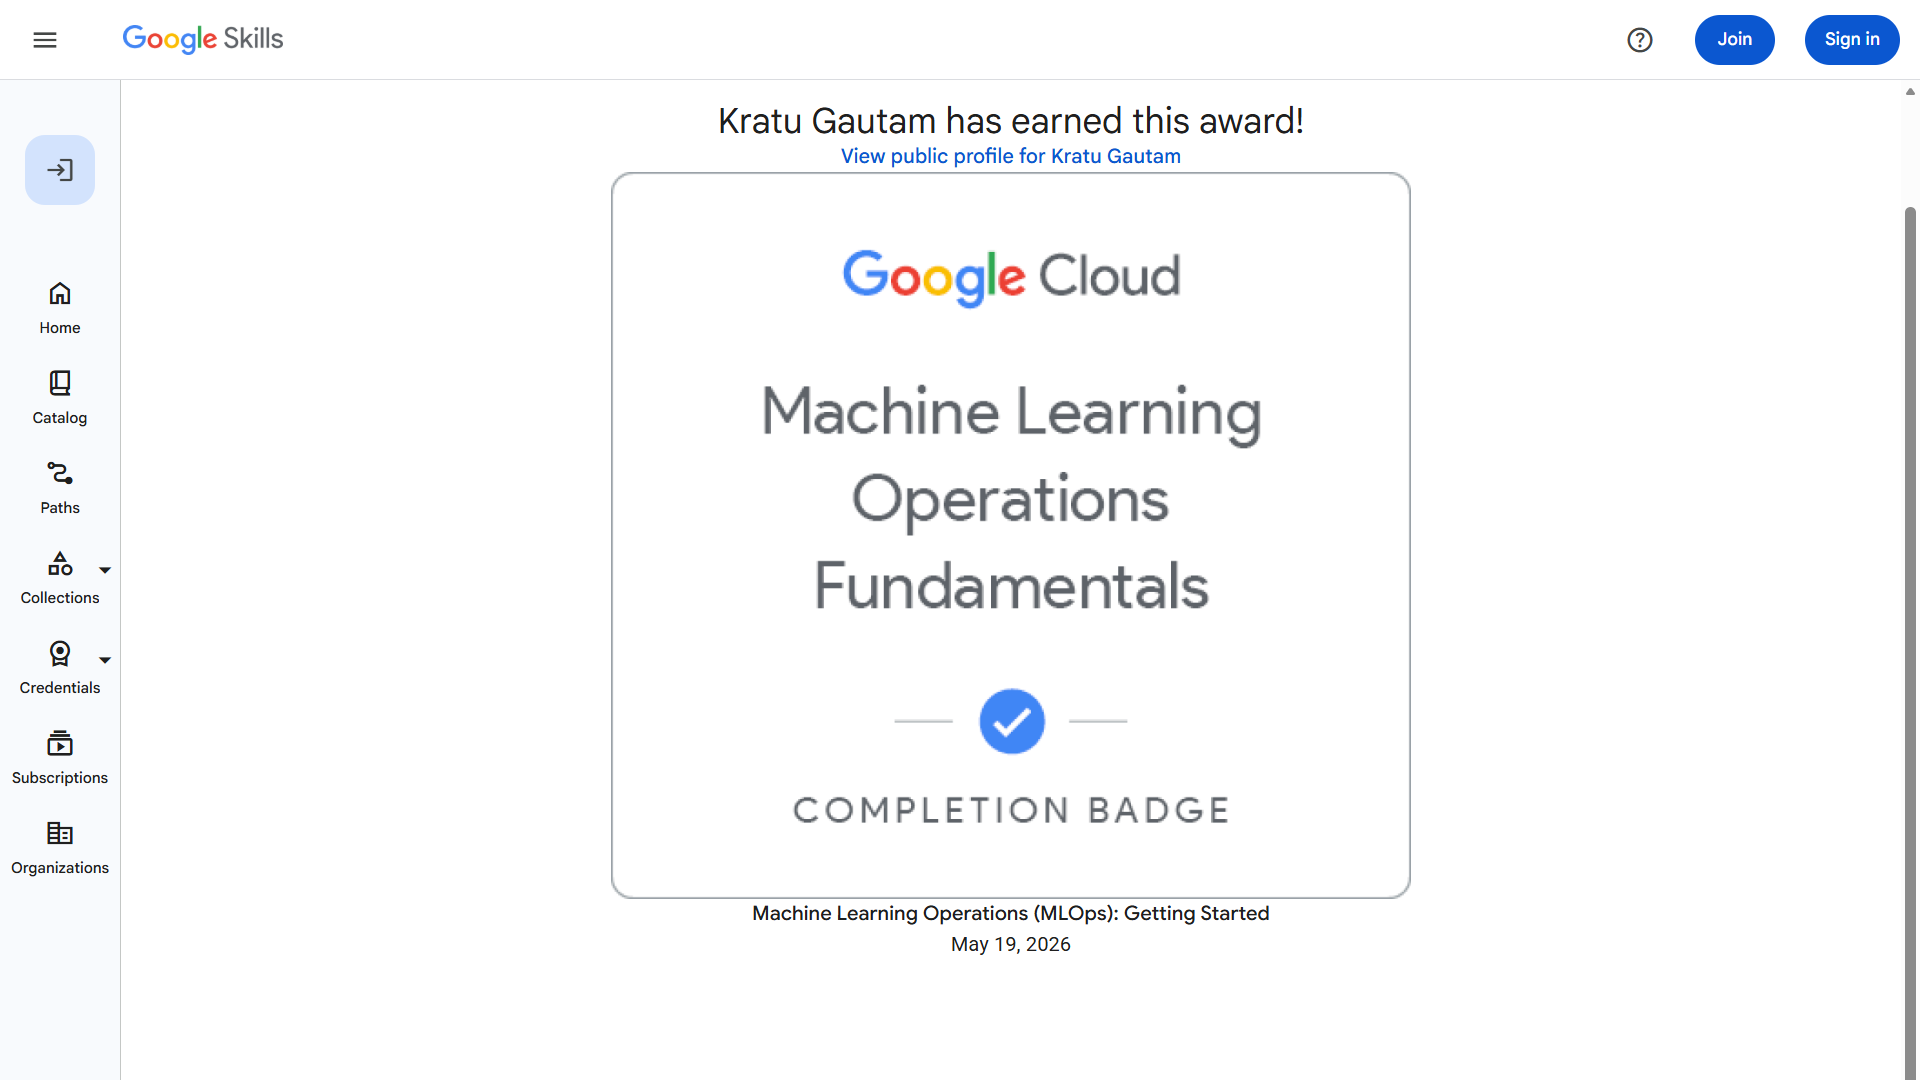 Google Skills
Join
Sign in
Home
Catalog
Paths
Collections
Credentials
Subscriptions
Organizations
Kratu Gautam has earned this award!
View public profile for Kratu Gautam
Google Cloud
Machine Learning
Operations
Fundamentals
COMPLETION BADGE
Machine Learning Operations (MLOps): Getting Started
May 19, 2026